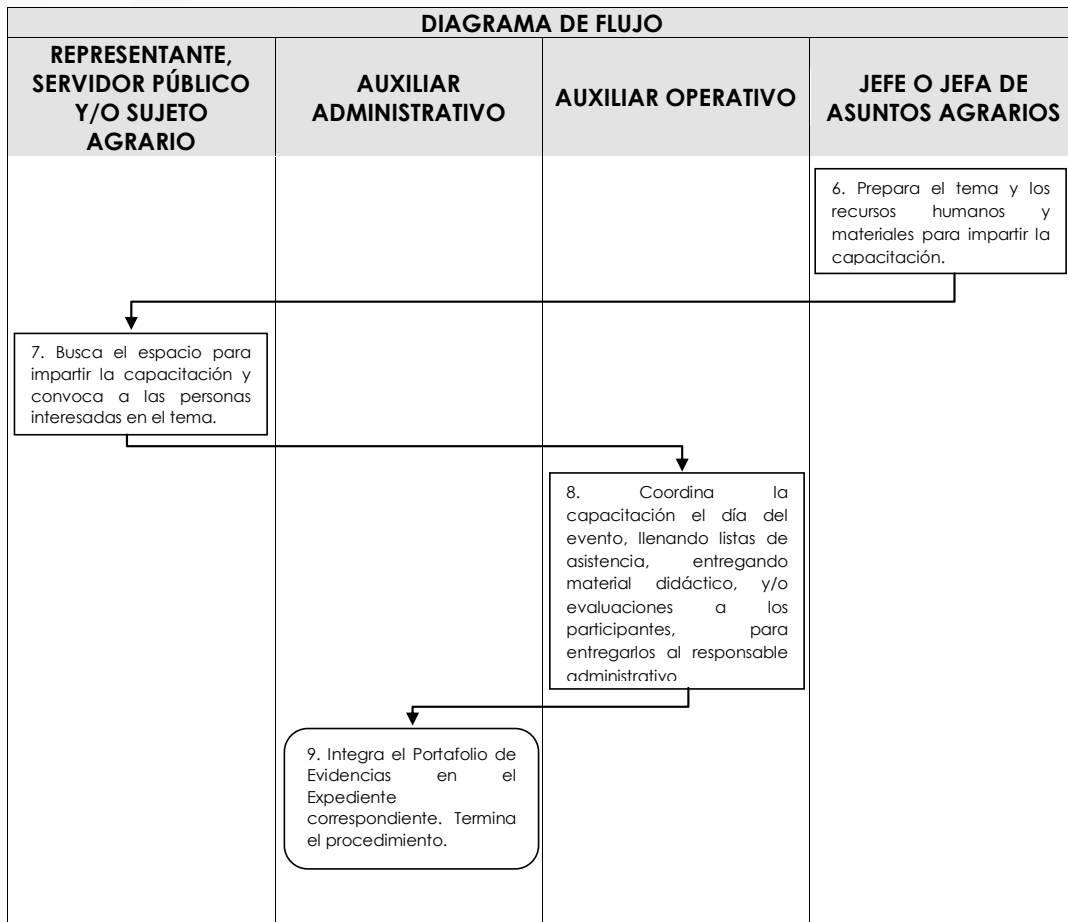 DIAGRAMA DE FLUJO
REPRESENTANTE,
SERVIDOR PÚBLICO
Y/O SUJETO
AGRARIO
AUXILIAR
ADMINISTRATIVO
AUXILIAR OPERATIVO
JEFE O JEFA DE
ASUNTOS AGRARIOS
6. Prepara el tema y los
recursos humanos y
materiales para impartir la
capacitación.
7. Busca el espacio para
impartir la capacitación y
convoca a las personas
interesadas en el tema.
8. Coordina la
capacitación el día del
evento, llenando listas de
asistencia, entregando
material didáctico, y/o
evaluaciones a los
participantes, para
entregarlos al responsable
administrativo
9. Integra el Portafolio de
Evidencias en el
Expediente
correspondiente. Termina
el procedimiento.